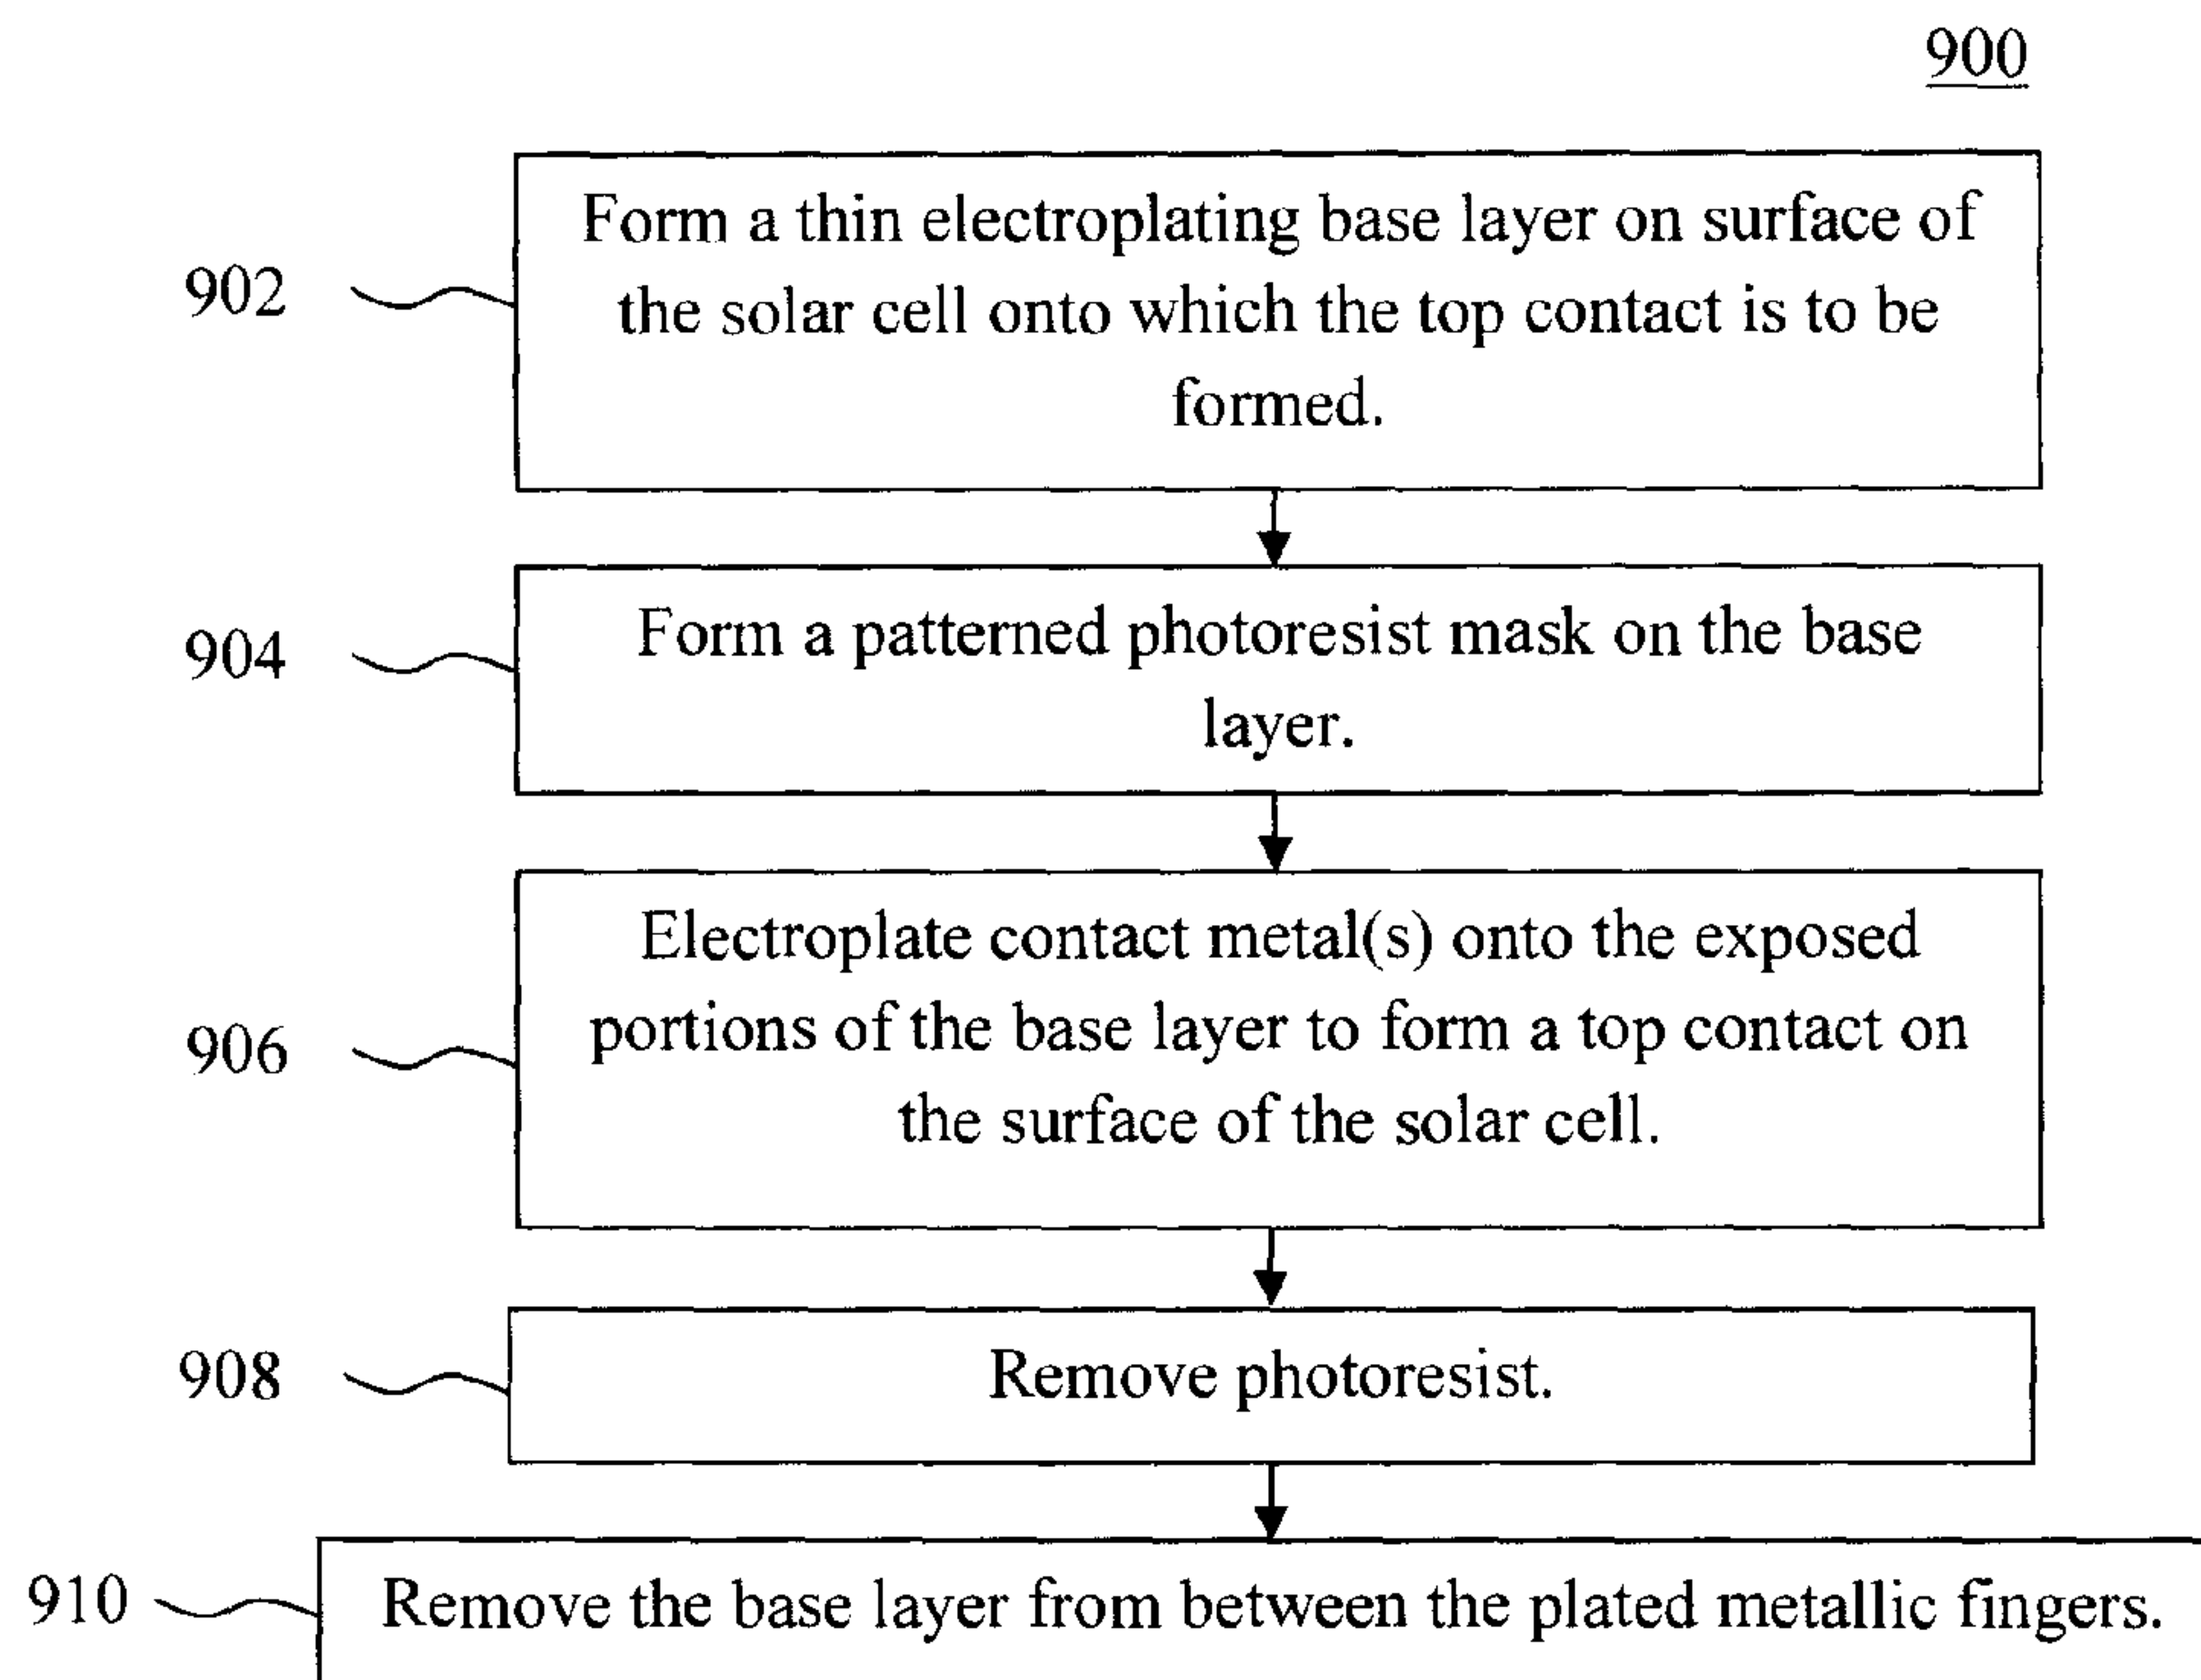 900
902
Form a thin electroplating base layer on surface of
the solar cell onto which the top contact is to be
formed.
904
Form a patterned photoresist mask on the base
layer.
906
Electroplate contact metal(s) onto the exposed
portions of the base layer to form a top contact on
the surface of the solar cell.
908
Remove photoresist.
910
Remove the base layer from between the plated metallic fingers.